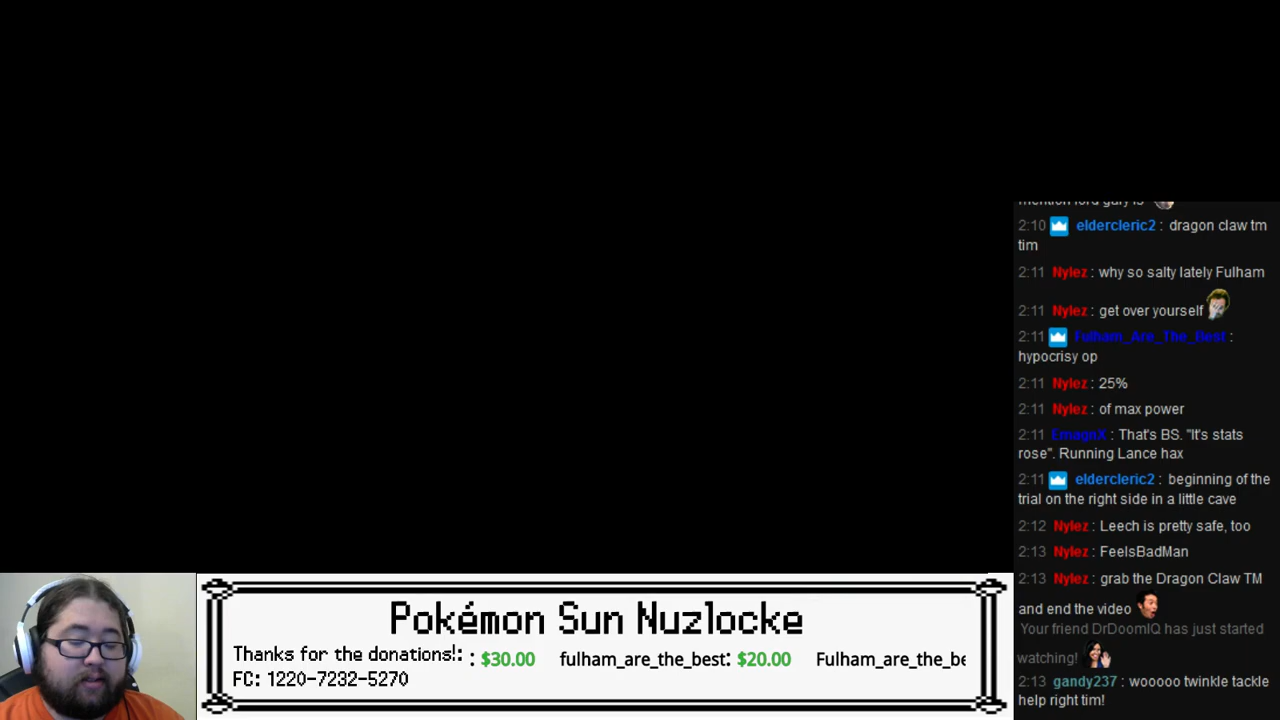 mention lord gary is
2:10 eldercleric2 : dragon claw tm
tim
2:11 Nylez : why so salty lately Fulham
2:11 Nylez : get over yourself
2:11 Fulham_Are_The_Best :
hypocrisy op
2:11 Nylez : 25%
2:11 Nylez : of max power
2:11 EmagnX : That's BS. "It's stats
rose". Running Lance hax
2:11 eldercleric2 : beginning of the
trial on the right side in a little cave
2:12 Nylez : Leech is pretty safe, too
2:13 Nylez : FeelsBadMan
2:13 Nylez : grab the Dragon Claw TM
and end the video
Your friend DrDoomIQ has just started
watching!
2:13 gandy237 : wooooo twinkle tackle
help right tim!
Pokémon Sun Nuzlocke
Thanks for the donations!: : $30.00 fulham_are_the_best: $20.00 Fulham_are_the_be
FC: 1220-7232-5270